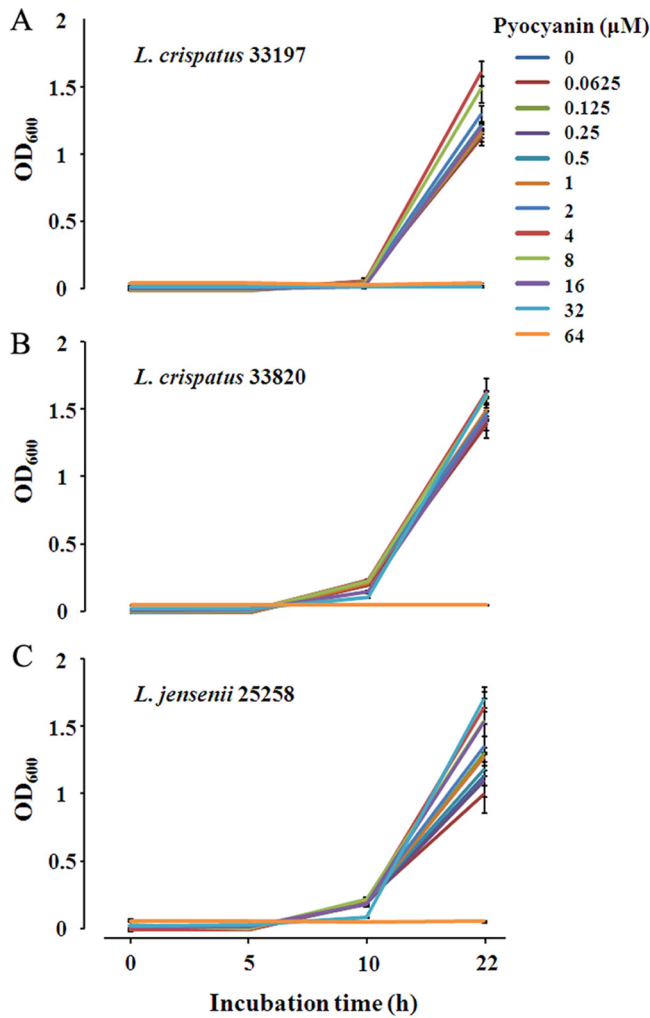 A
L. crispatus 33197
OD600
2
1.5
1
0.5
0
Pyocyanin (µM)
0
0.0625
0.125
0.25
0.5
1
2
4
8
16
32
64
B
L. crispatus 33820
OD600
2
1.5
1
0.5
0
C
L. jensenii 25258
OD600
2
1.5
1
0.5
0
0 5 10 22
Incubation time (h)